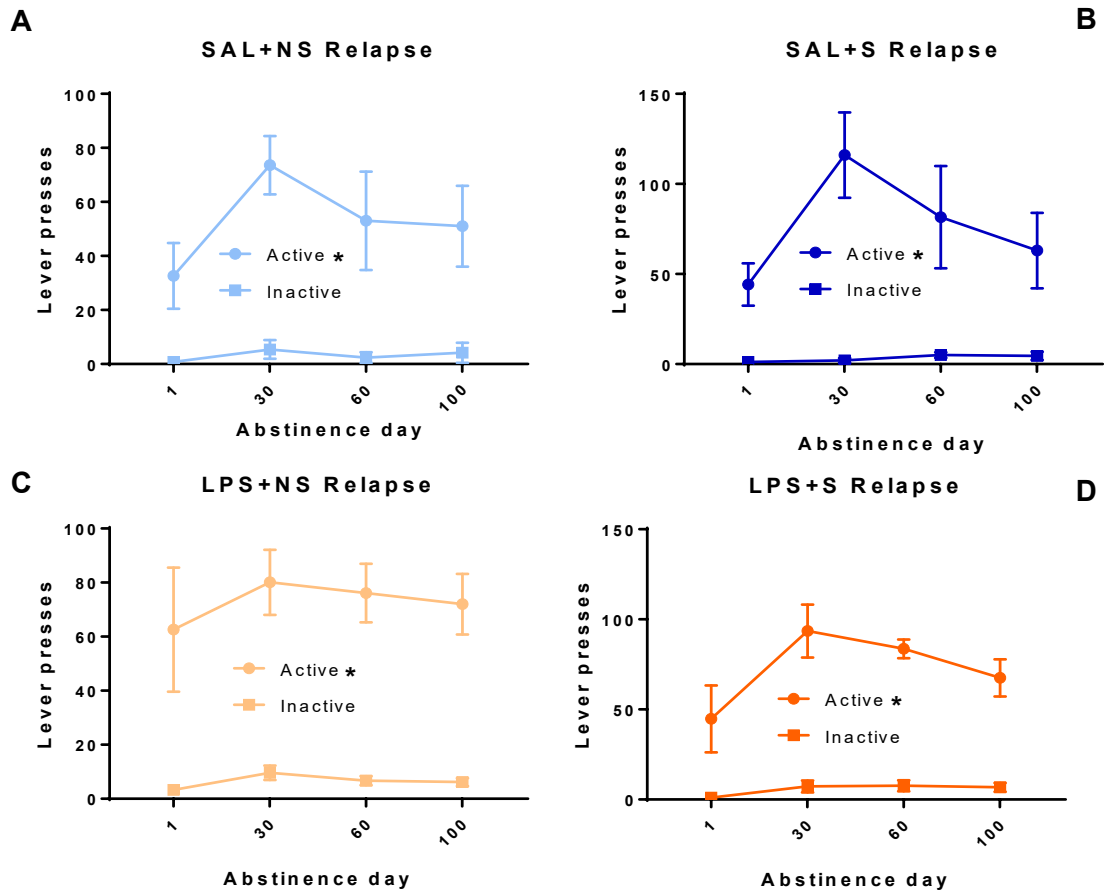 A
SAL+NS Relapse
Lever presses
100
80
60
40
20
0
Active *
Inactive
1
30
60
100
Abstinence day
B
SAL+S Relapse
Lever presses
150
100
50
0
Active *
Inactive
1
30
60
100
Abstinence day
C
LPS+NS Relapse
Lever presses
100
80
60
40
20
0
Active *
Inactive
1
30
60
100
Abstinence day
D
LPS+S Relapse
Lever presses
150
100
50
0
Active *
Inactive
1
30
60
100
Abstinence day